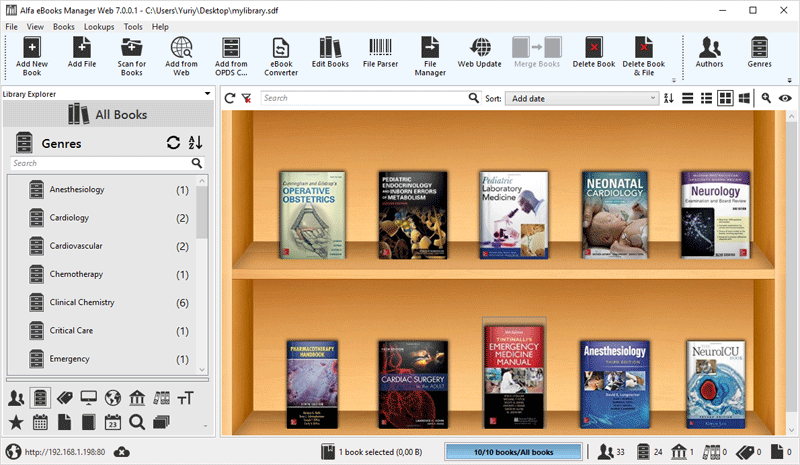 Alfa eBooks Manager Web 7.0.0.1 - C:\Users\Yuriy\Desktop\mylibrary.sdf
File View Books Lookups Tools Help
Add New Book
Add File
Scan for Books
Add from Web
Add from OPDS C...
eBook Converter
Edit Books
File Parser
File Manager
Web Update
Merge Books
Delete Book
Delete Book & File
Authors
Genres
Library Explorer
All Books
Genres
Search
Anesthesiology (1)
Cardiology (2)
Cardiovascular (2)
Chemotherapy (1)
Clinical Chemistry (6)
Critical Care (1)
Emergency (1)
Search
Sort: Add date
Cunningham and Gilstrap's
OPERATIVE
OBSTETRICS
PEDIATRIC
ENDOCRINOLOGY
AND INBORN ERRORS
OF METABOLISM
Pediatric
Laboratory
Medicine
NEONATAL
CARDIOLOGY
Neurology
Examination and Board Review
PHARMACOTHERAPY
HANDBOOK
CARDIAC SURGERY
in the ADULT
TINTINALLI'S
EMERGENCY
MEDICINE
MANUAL
Anesthesiology
THIRD EDITION
David E. Longnecker
NeuroICU
BOOK
23
http://192.168.1.198:80
1 book selected (0,00 B)
10/10 books/All books
33
24
1
0
0
0